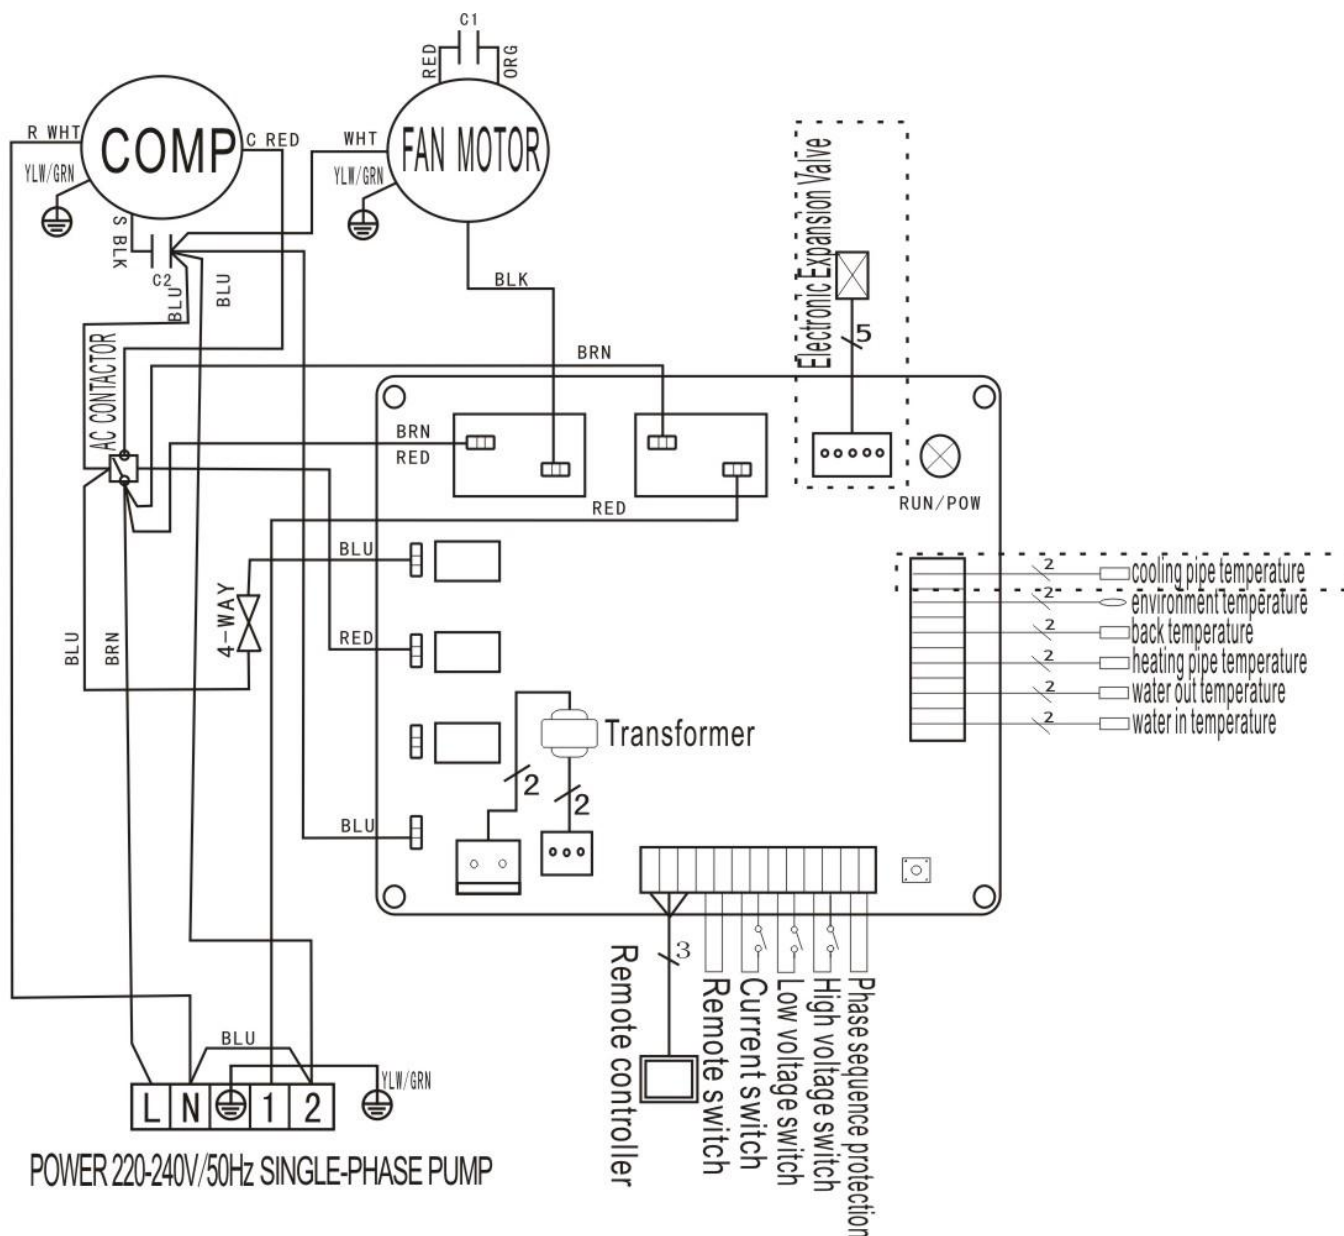 C1
RED
ORG
R WHT
COMP
C RED
WHT
FAN MOTOR
YLW/GRN
YLW/GRN
S BLK
C2
BLU
BLU
BLK
Electronic Expansion Valve
5
AC CONTACTOR
BRN
BRN
RED
RUN/POW
RED
BLU
2
cooling pipe temperature
2
environment temperature
2
back temperature
2
heating pipe temperature
2
water out temperature
2
water in temperature
4-WAY
BLU
BRN
RED
Transformer
2
2
BLU
3
Remote controller
Remote switch
Current switch
Low voltage switch
High voltage switch
Phase sequence protection
BLU
YLW/GRN
L N 1 2
POWER 220-240V/50Hz SINGLE-PHASE PUMP